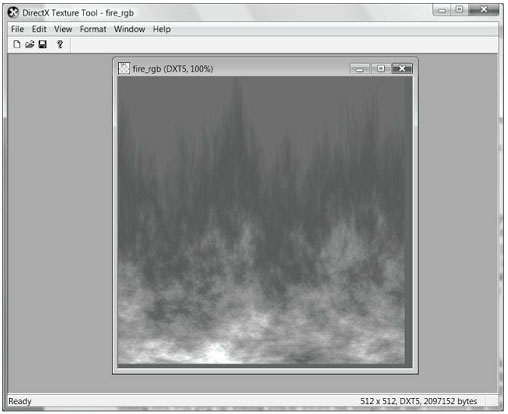 DirectX Texture Tool - fire_rgb
File Edit View Format Window Help
fire_rgb (DXT5, 100%)
Ready 512 x 512, DXT5, 2097152 bytes